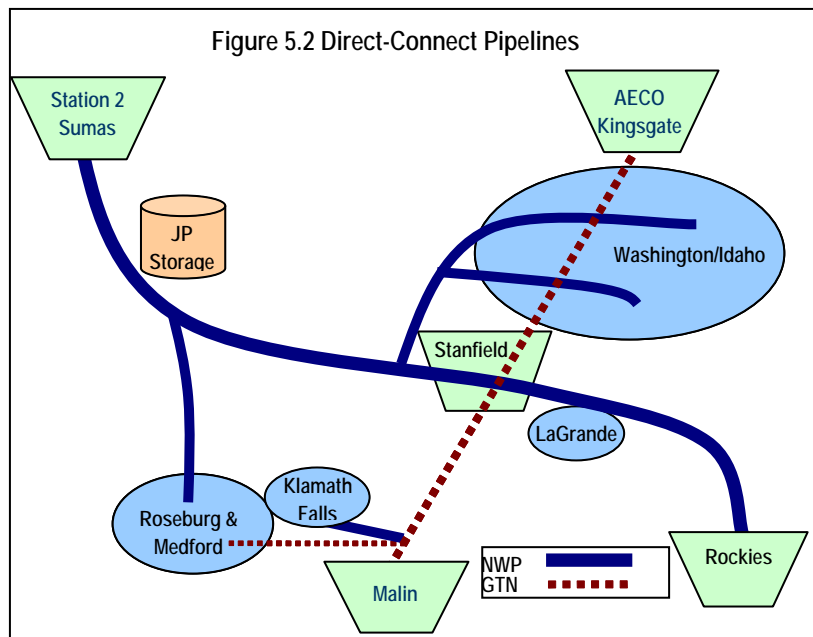 Figure 5.2 Direct-Connect Pipelines
Station 2
Sumas
AECO
Kingsgate
JP
Storage
Washington/Idaho
Stanfield
LaGrande
Klamath
Falls
Roseburg &
Medford
Malin
NWP
GTN
Rockies